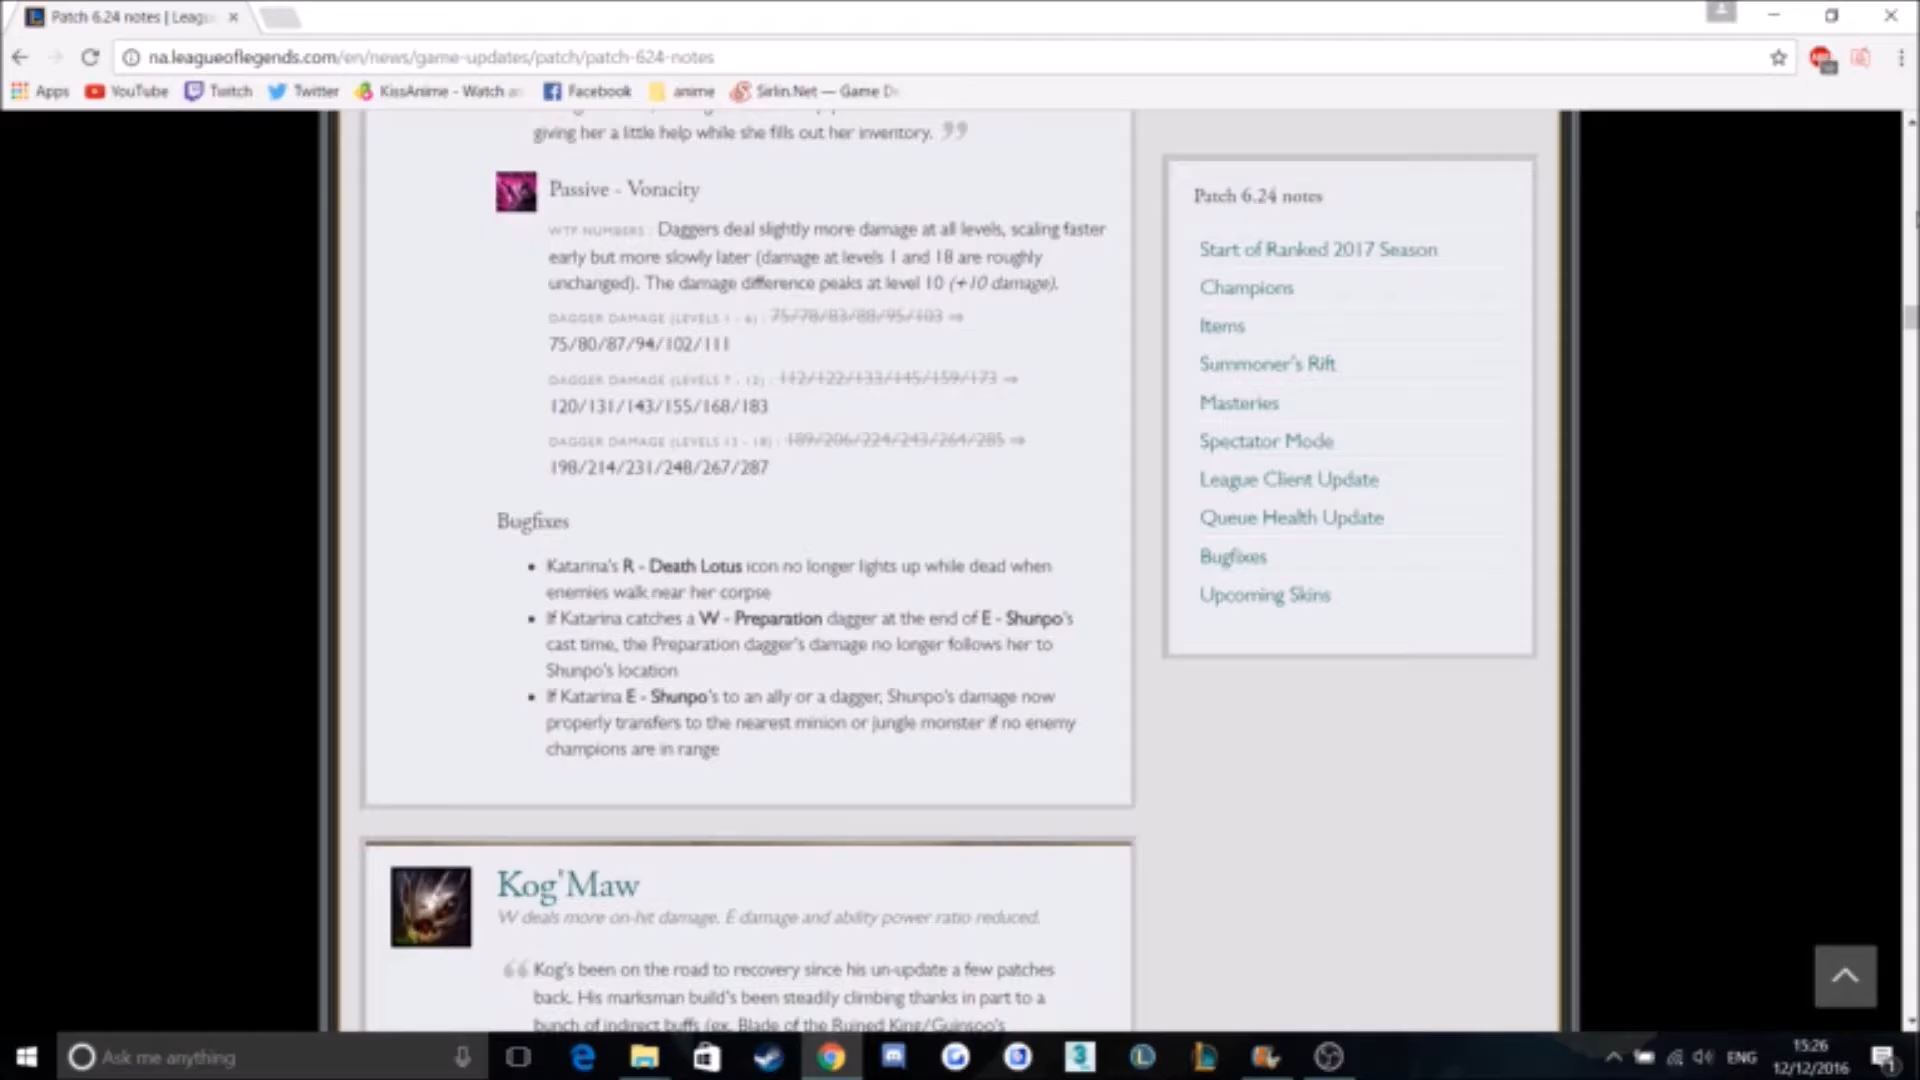 Patch 6.24 notes | Leagu
na.leagueoflegends.com/en/news/game-updates/patch/patch-624-notes
Apps YouTube Twitch Twitter KissAnime - Watch a Facebook anime Sirlin.Net — Game D
giving her a little help while she fills out her inventory. ”
Passive - Voracity
WTF NUMBERS : Daggers deal slightly more damage at all levels, scaling faster
early but more slowly later (damage at levels 1 and 18 are roughly
unchanged). The damage difference peaks at level 10 (+10 damage).
DAGGER DAMAGE (LEVELS 1 - 6) : 75/78/83/88/95/103 ⇒
75/80/87/94/102/111
DAGGER DAMAGE (LEVELS 7 - 12) : 112/122/133/145/159/173 ⇒
120/131/143/155/168/183
DAGGER DAMAGE (LEVELS 13 - 18) : 189/206/224/243/264/285 ⇒
198/214/231/248/267/287
Bugfixes
• Katarina's R - Death Lotus icon no longer lights up while dead when
enemies walk near her corpse
• If Katarina catches a W - Preparation dagger at the end of E - Shunpo's
cast time, the Preparation dagger's damage no longer follows her to
Shunpo's location
• If Katarina E - Shunpo's to an ally or a dagger, Shunpo's damage now
properly transfers to the nearest minion or jungle monster if no enemy
champions are in range
Kog'Maw
W deals more on-hit damage. E damage and ability power ratio reduced.
“ Kog's been on the road to recovery since his un-update a few patches
back. His marksman build's been steadily climbing thanks in part to a
bunch of indirect buffs (ex. Blade of the Ruined King/Guinsoo's
Patch 6.24 notes
Start of Ranked 2017 Season
Champions
Items
Summoner's Rift
Masteries
Spectator Mode
League Client Update
Queue Health Update
Bugfixes
Upcoming Skins
Ask me anything
ENG
15:26
12/12/2016